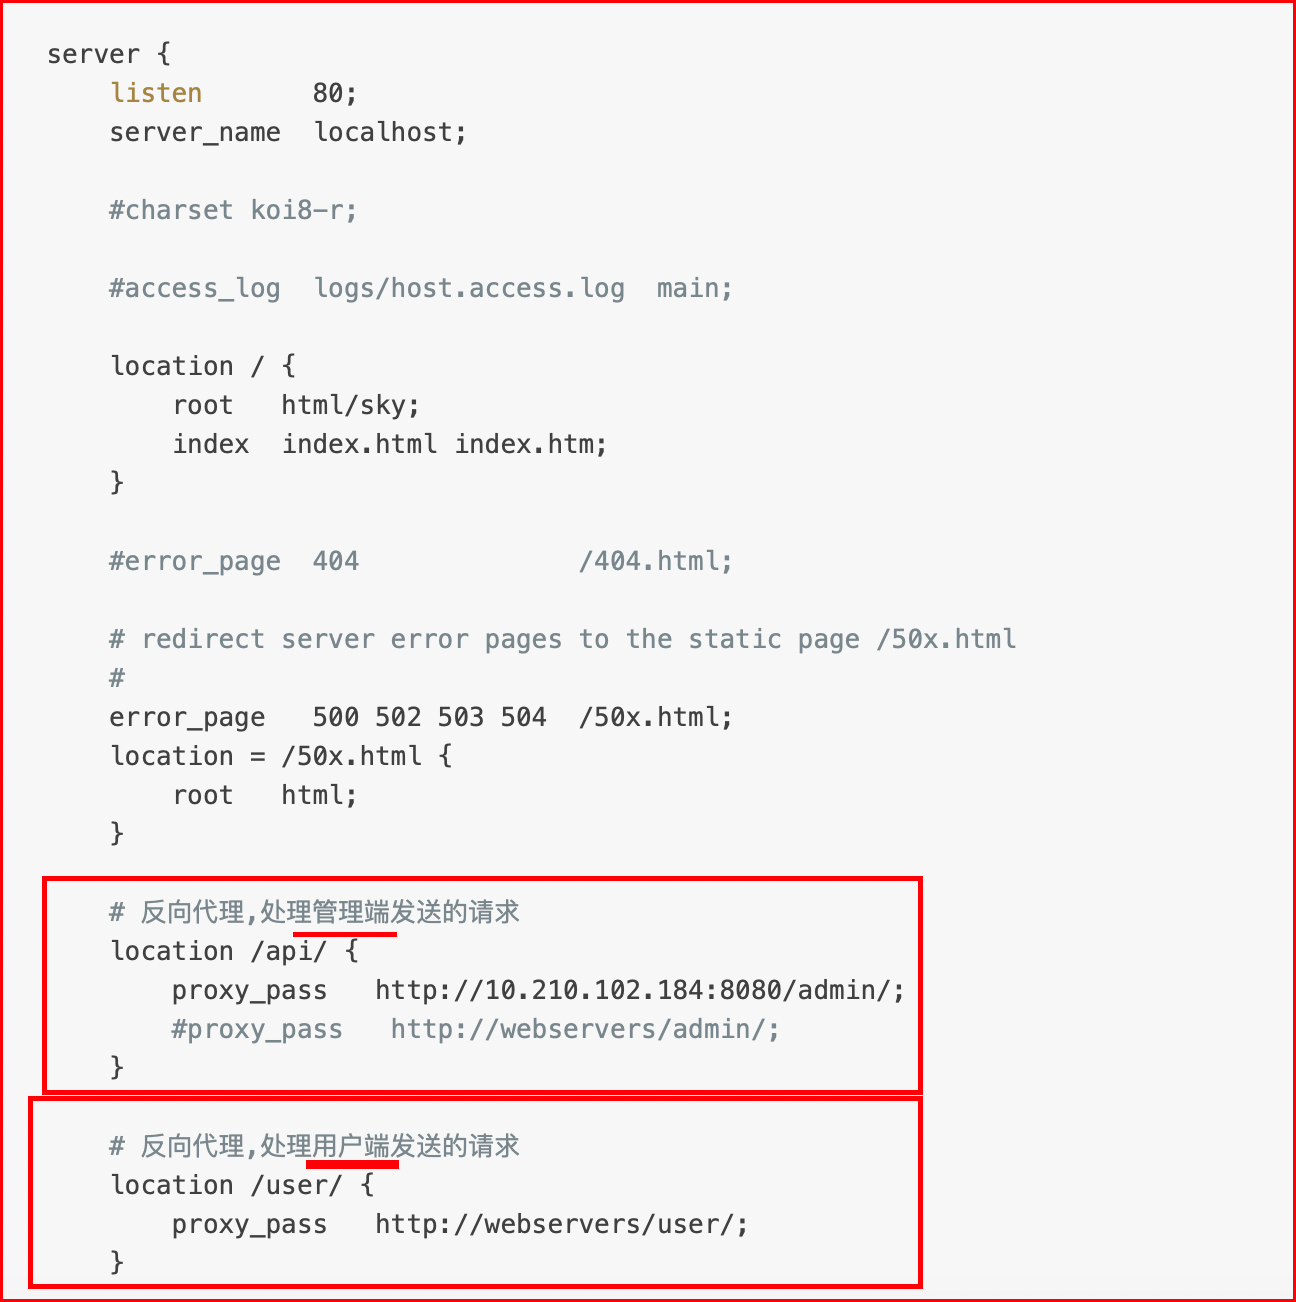 server {
listen       80;
server_name  localhost;
#charset koi8-r;
#access_log  logs/host.access.log  main;
location / {
root   html/sky;
index  index.html index.htm;
}
#error_page  404              /404.html;
# redirect server error pages to the static page /50x.html
#
error_page   500 502 503 504  /50x.html;
location = /50x.html {
root   html;
}
# 反向代理,处理管理端发送的请求
location /api/ {
proxy_pass   http://10.210.102.184:8080/admin/;
#proxy_pass   http://webservers/admin/;
}
# 反向代理,处理用户端发送的请求
location /user/ {
proxy_pass   http://webservers/user/;
}